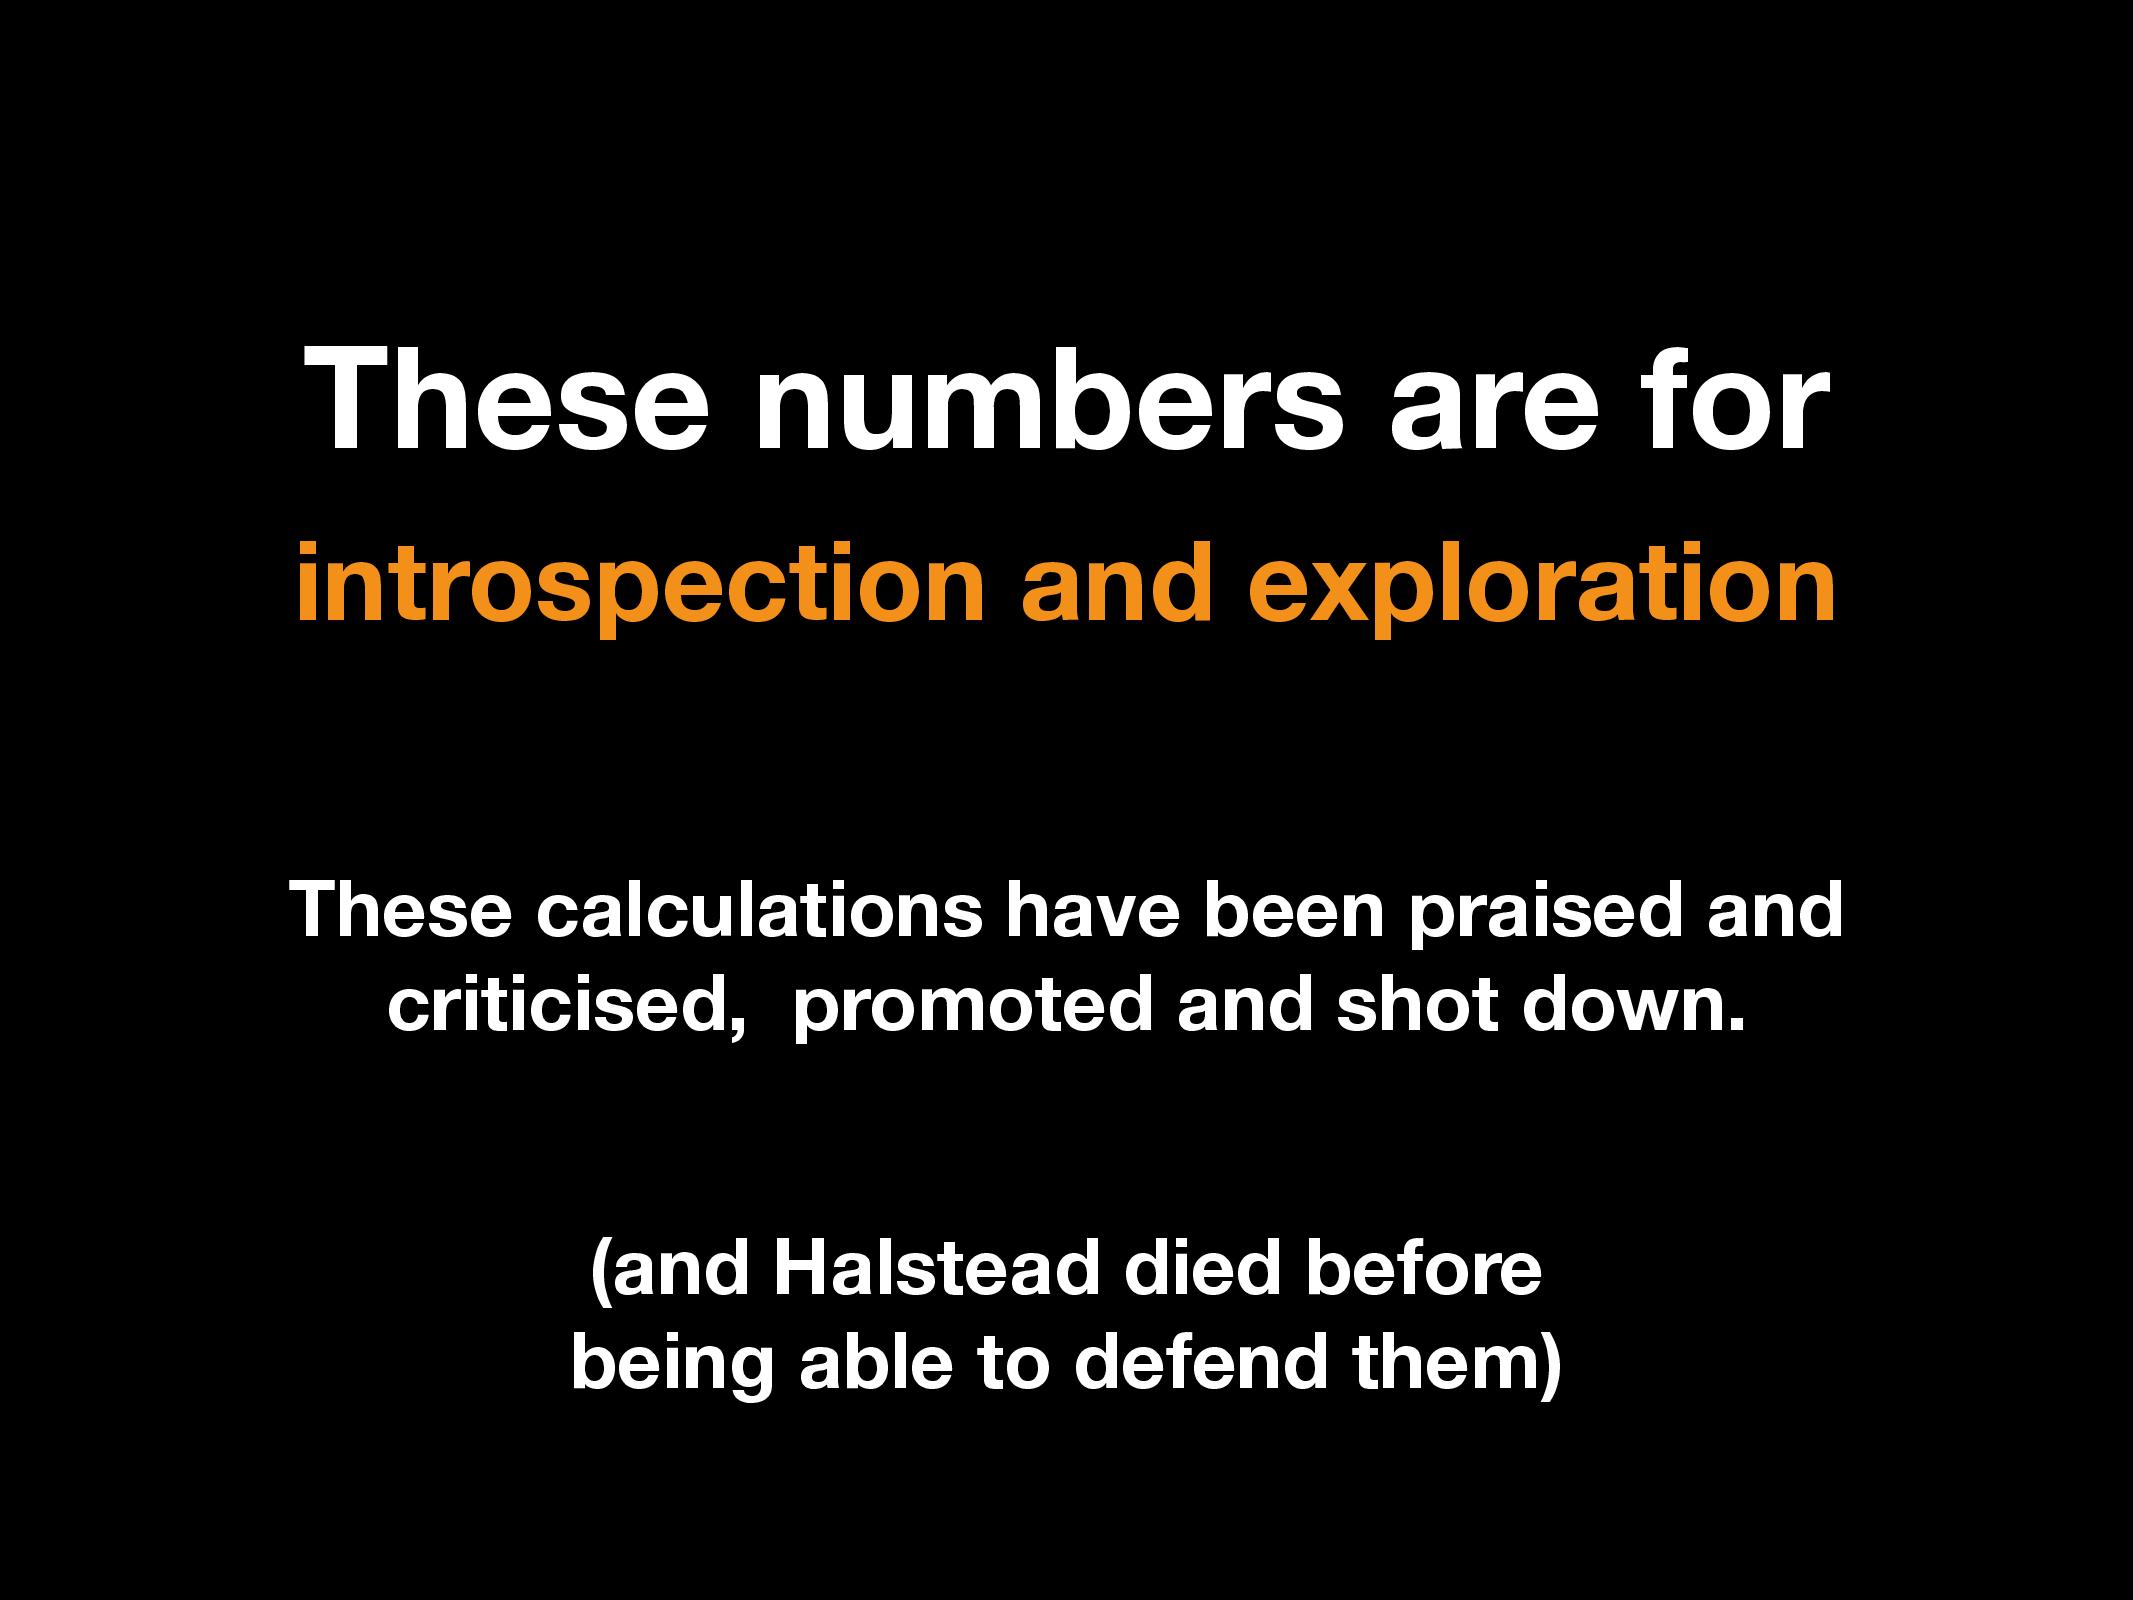 These numbers are for
introspection and exploration
These calculations have been praised and
criticised,  promoted and shot down.
(and Halstead died before
being able to defend them)